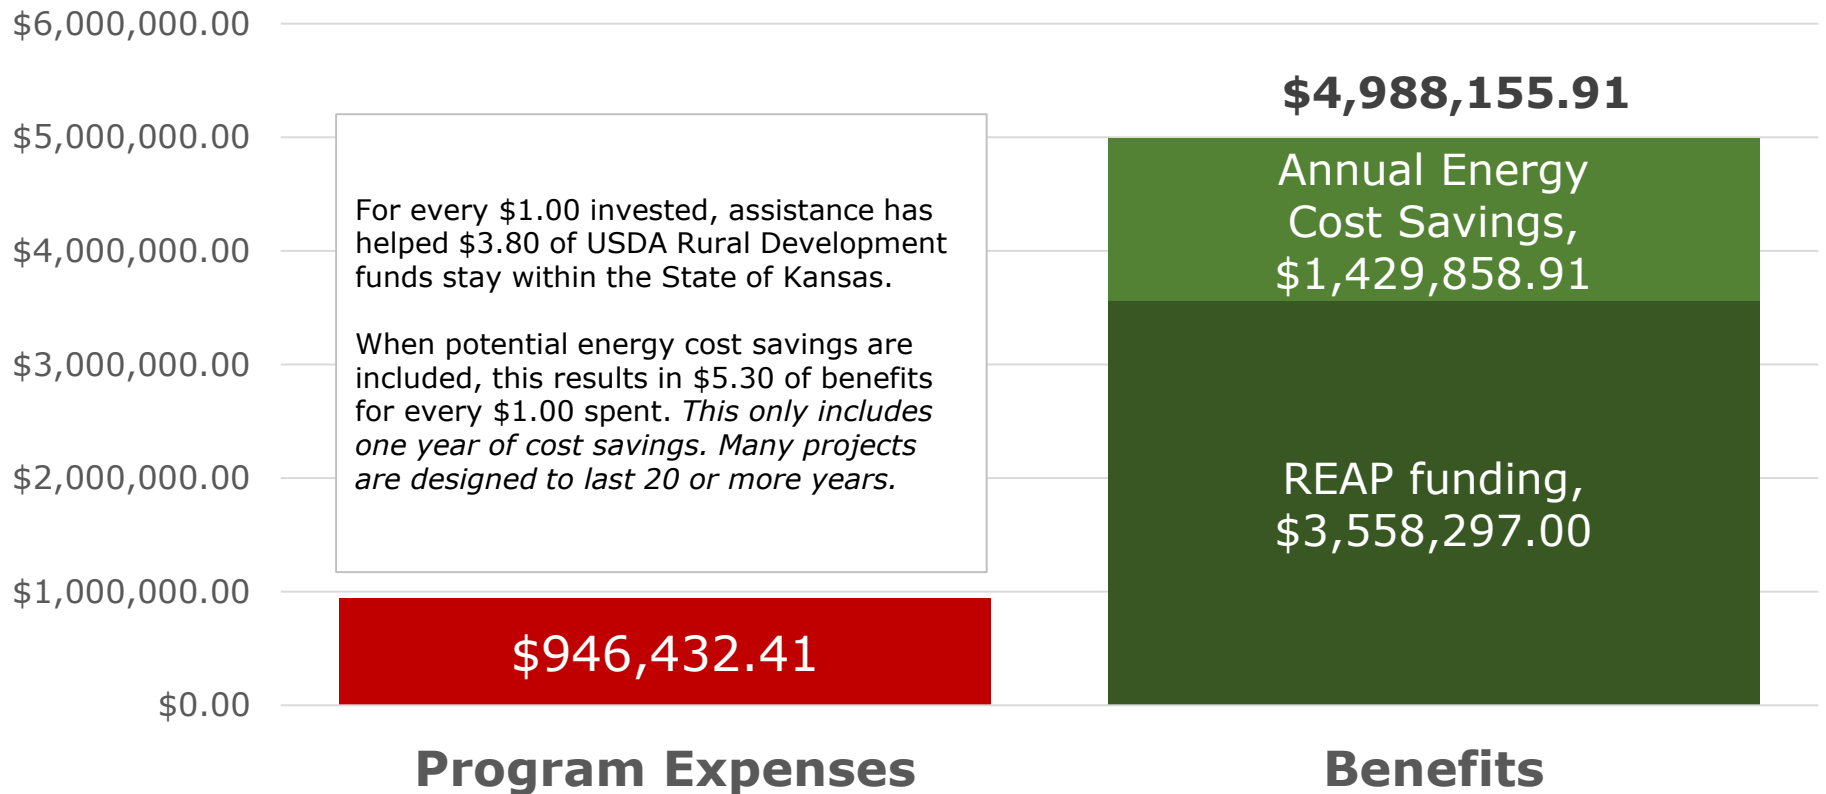 $6,000,000.00
$5,000,000.00
$4,000,000.00
$3,000,000.00
$2,000,000.00
$1,000,000.00
$0.00
For every $1.00 invested, assistance has
helped $3.80 of USDA Rural Development
funds stay within the State of Kansas.
When potential energy cost savings are
included, this results in $5.30 of benefits
for every $1.00 spent. This only includes
one year of cost savings. Many projects
are designed to last 20 or more years.
$946,432.41
$4,988,155.91
Annual Energy
Cost Savings,
$1,429,858.91
REAP funding,
$3,558,297.00
Program Expenses
Benefits